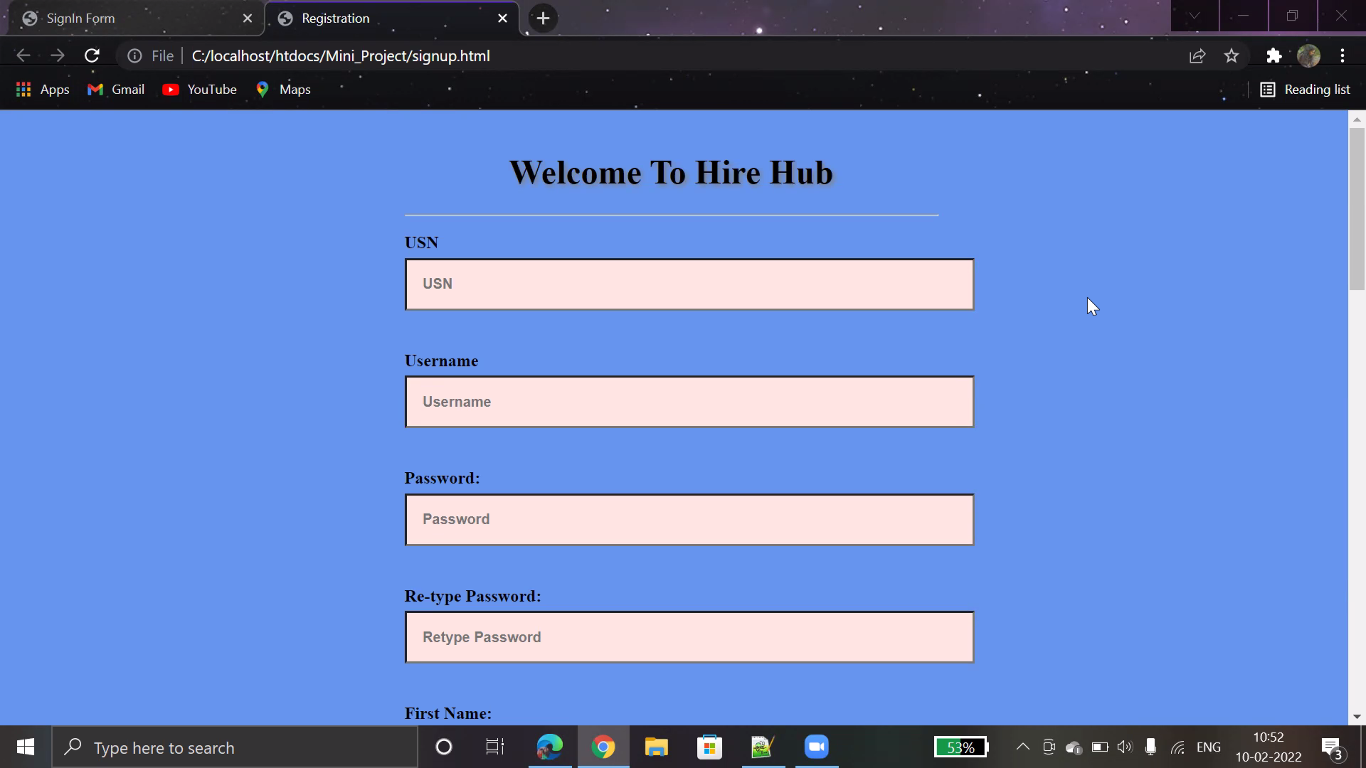 SignIn Form
Registration
File
C:/localhost/htdocs/Mini_Project/signup.html
Apps
Gmail
YouTube
Maps
Reading list
Welcome To Hire Hub
USN
USN
Username
Username
Password:
Password
Re-type Password:
Retype Password
First Name:
Type here to search
53%
ENG
10:52
10-02-2022
3